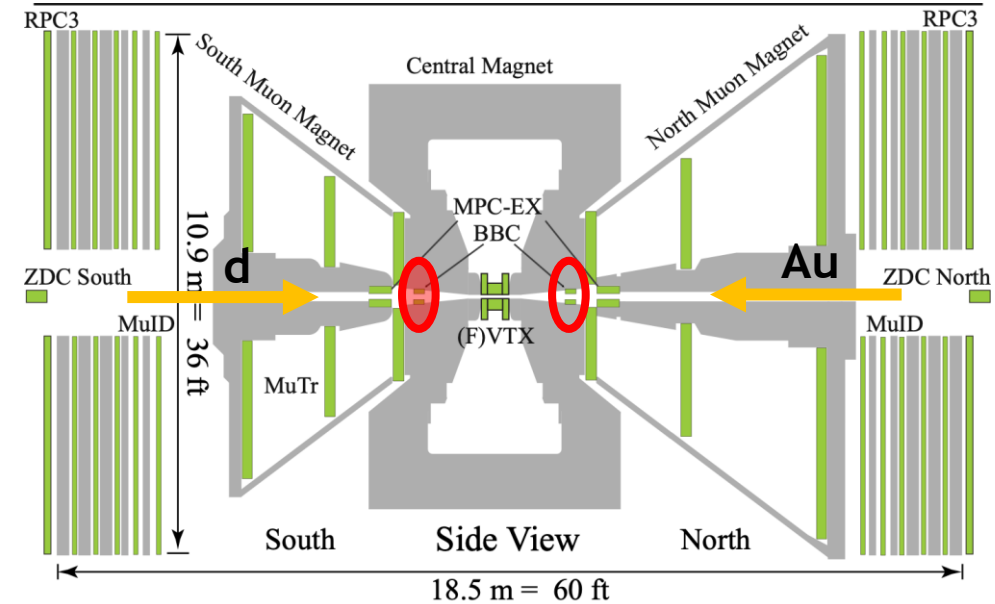 RPC3
RPC3
South Muon Magnet
Central Magnet
North Muon Magnet
MPC-EX
BBC
10.9 m = 36 ft
d
Au
ZDC South
ZDC North
MuID
(F)VTX
MuID
MuTr
South
Side View
North
18.5 m = 60 ft